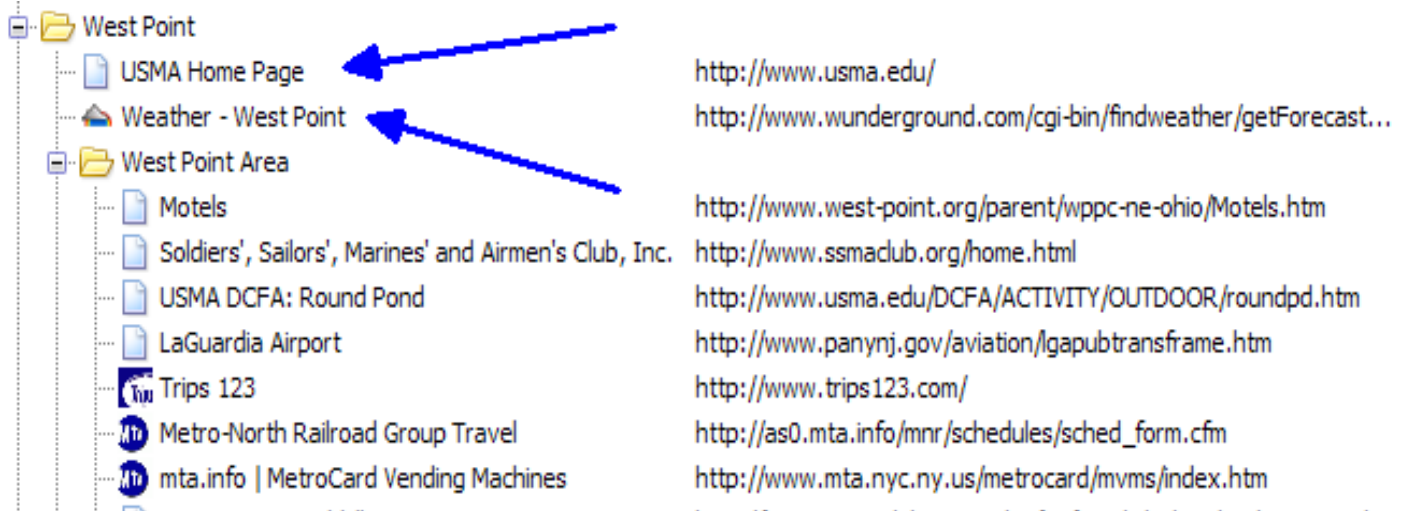 West Point
USMA Home Page http://www.usma.edu/
Weather - West Point http://www.wunderground.com/cgi-bin/findweather/getForecast...
West Point Area
Motels http://www.west-point.org/parent/wppc-ne-ohio/Motels.htm
Soldiers', Sailors', Marines' and Airmen's Club, Inc. http://www.ssmaclub.org/home.html
USMA DCFA: Round Pond http://www.usma.edu/DCFA/ACTIVITY/OUTDOOR/roundpd.htm
LaGuardia Airport http://www.panynj.gov/aviation/lgapubtransframe.htm
Trips 123 http://www.trips123.com/
Metro-North Railroad Group Travel http://as0.mta.info/mnr/schedules/sched_form.cfm
mta.info | MetroCard Vending Machines http://www.mta.nyc.ny.us/metrocard/mvms/index.htm